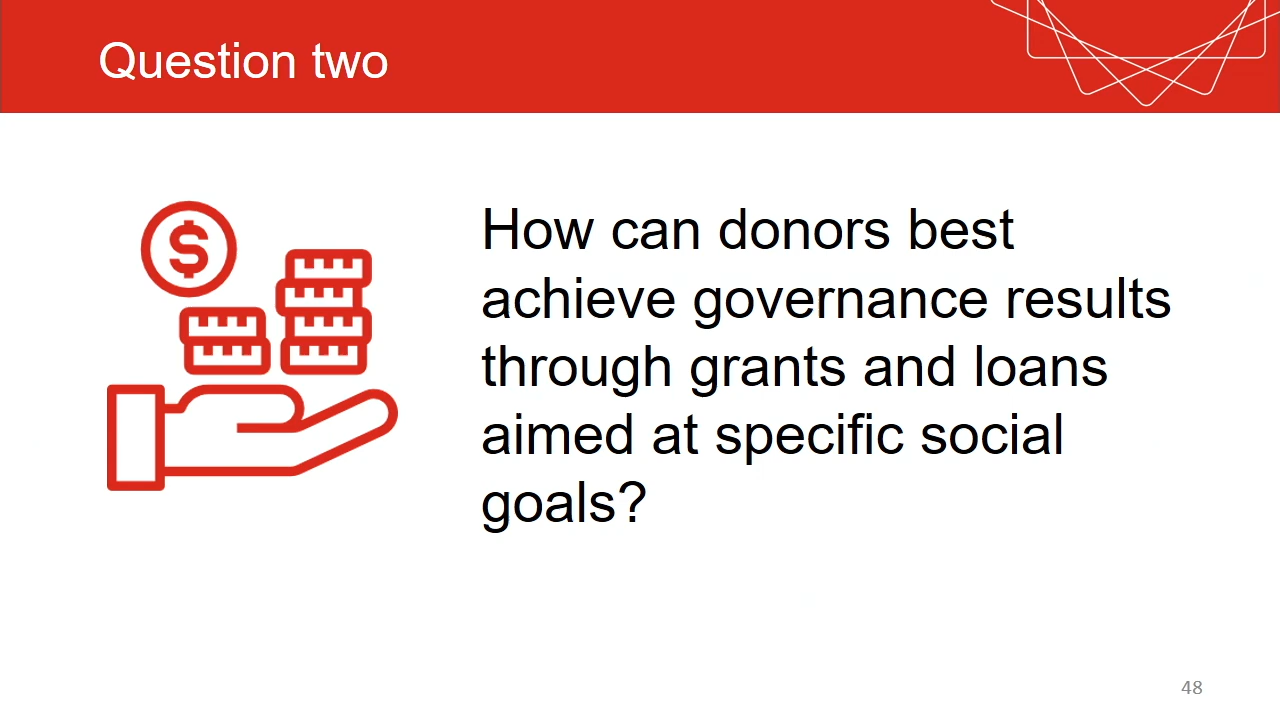 Question two
$
How can donors best
achieve governance results
through grants and loans
aimed at specific social
goals?
48